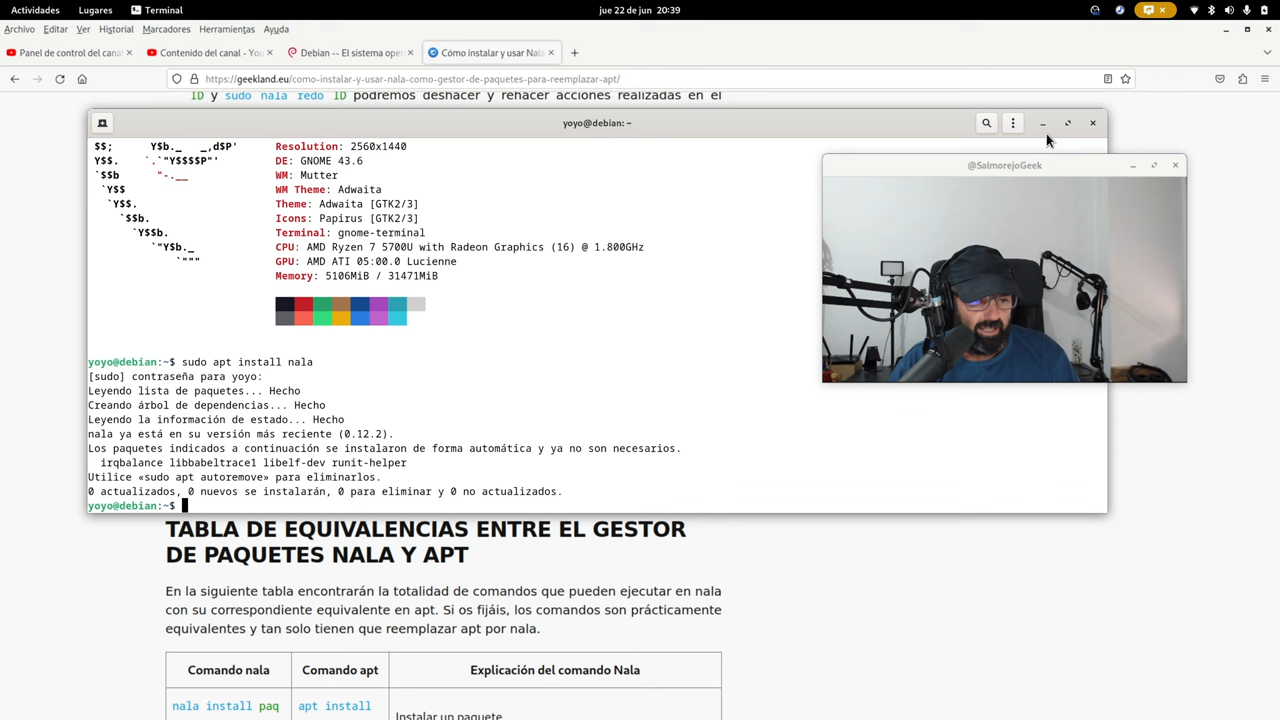 Actividades Lugares Terminal jue 22 de jun 20:39
Archivo Editar Ver Historial Marcadores Herramientas Ayuda
Panel de control del cana Contenido del canal - You Debian -- El sistema oper Cómo instalar y usar Nala
https://geekland.eu/como-instalar-y-usar-nala-como-gestor-de-paquetes-para-reemplazar-apt/
ID y sudo nala redo ID podremos deshacer y rehacer acciones realizadas en el
yoyo@debian: ~
@SalmorejoGeek
$$; Y$b._ _,d$P' Resolution: 2560x1440
Y$$. `.`"Y$$$$P"' DE: GNOME 43.6
`$$b "-.__ WM: Mutter
`Y$$ WM Theme: Adwaita
`Y$$. Theme: Adwaita [GTK2/3]
`$$b. Icons: Papirus [GTK2/3]
`Y$$b. Terminal: gnome-terminal
`"Y$b._ CPU: AMD Ryzen 7 5700U with Radeon Graphics (16) @ 1.800GHz
`""" GPU: AMD ATI 05:00.0 Lucienne
Memory: 5106MiB / 31471MiB
yoyo@debian:~$ sudo apt install nala
[sudo] contraseña para yoyo:
Leyendo lista de paquetes... Hecho
Creando árbol de dependencias... Hecho
Leyendo la información de estado... Hecho
nala ya está en su versión más reciente (0.12.2).
Los paquetes indicados a continuación se instalaron de forma automática y ya no son necesarios.
irqbalance libbabeltrace1 libelf-dev runit-helper
Utilice «sudo apt autoremove» para eliminarlos.
0 actualizados, 0 nuevos se instalarán, 0 para eliminar y 0 no actualizados.
yoyo@debian:~$
TABLA DE EQUIVALENCIAS ENTRE EL GESTOR
DE PAQUETES NALA Y APT
En la siguiente tabla encontrarán la totalidad de comandos que pueden ejecutar en nala
con su correspondiente equivalente en apt. Si os fijáis, los comandos son prácticamente
equivalentes y tan solo tienen que reemplazar apt por nala.
Comando nala Comando apt Explicación del comando Nala
nala install paq apt install
Instalar un paquete